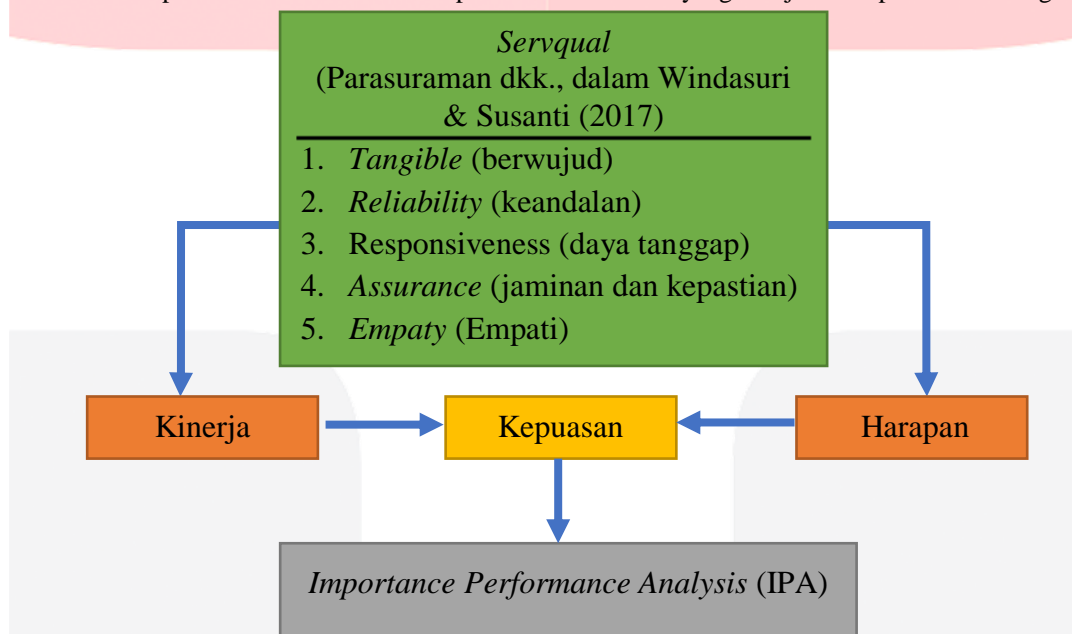 Servqual
(Parasuraman dkk., dalam Windasuri
& Susanti (2017)
1. Tangible (berwujud)
2. Reliability (keandalan)
3. Responsiveness (daya tanggap)
4. Assurance (jaminan dan kepastian)
5. Empaty (Empati)
Kinerja
Kepuasan
Harapan
Importance Performance Analysis (IPA)